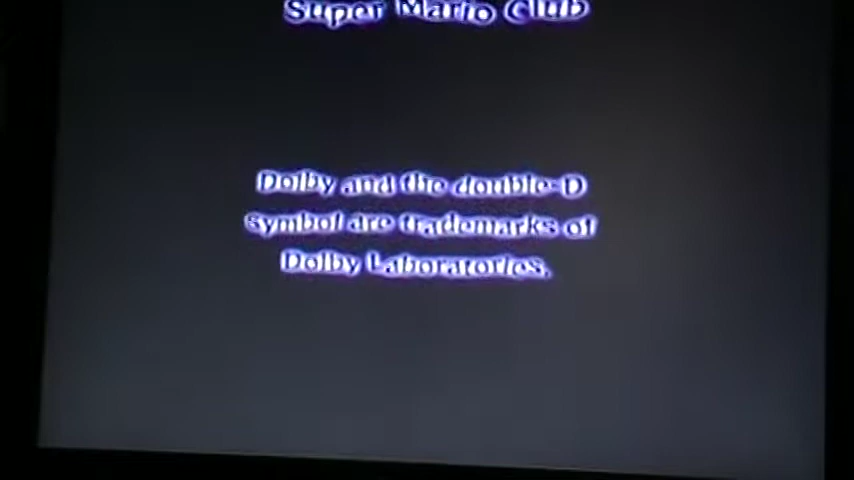 Super Mario Club
Dolby and the double-D
symbol are trademarks of
Dolby Laboratories.